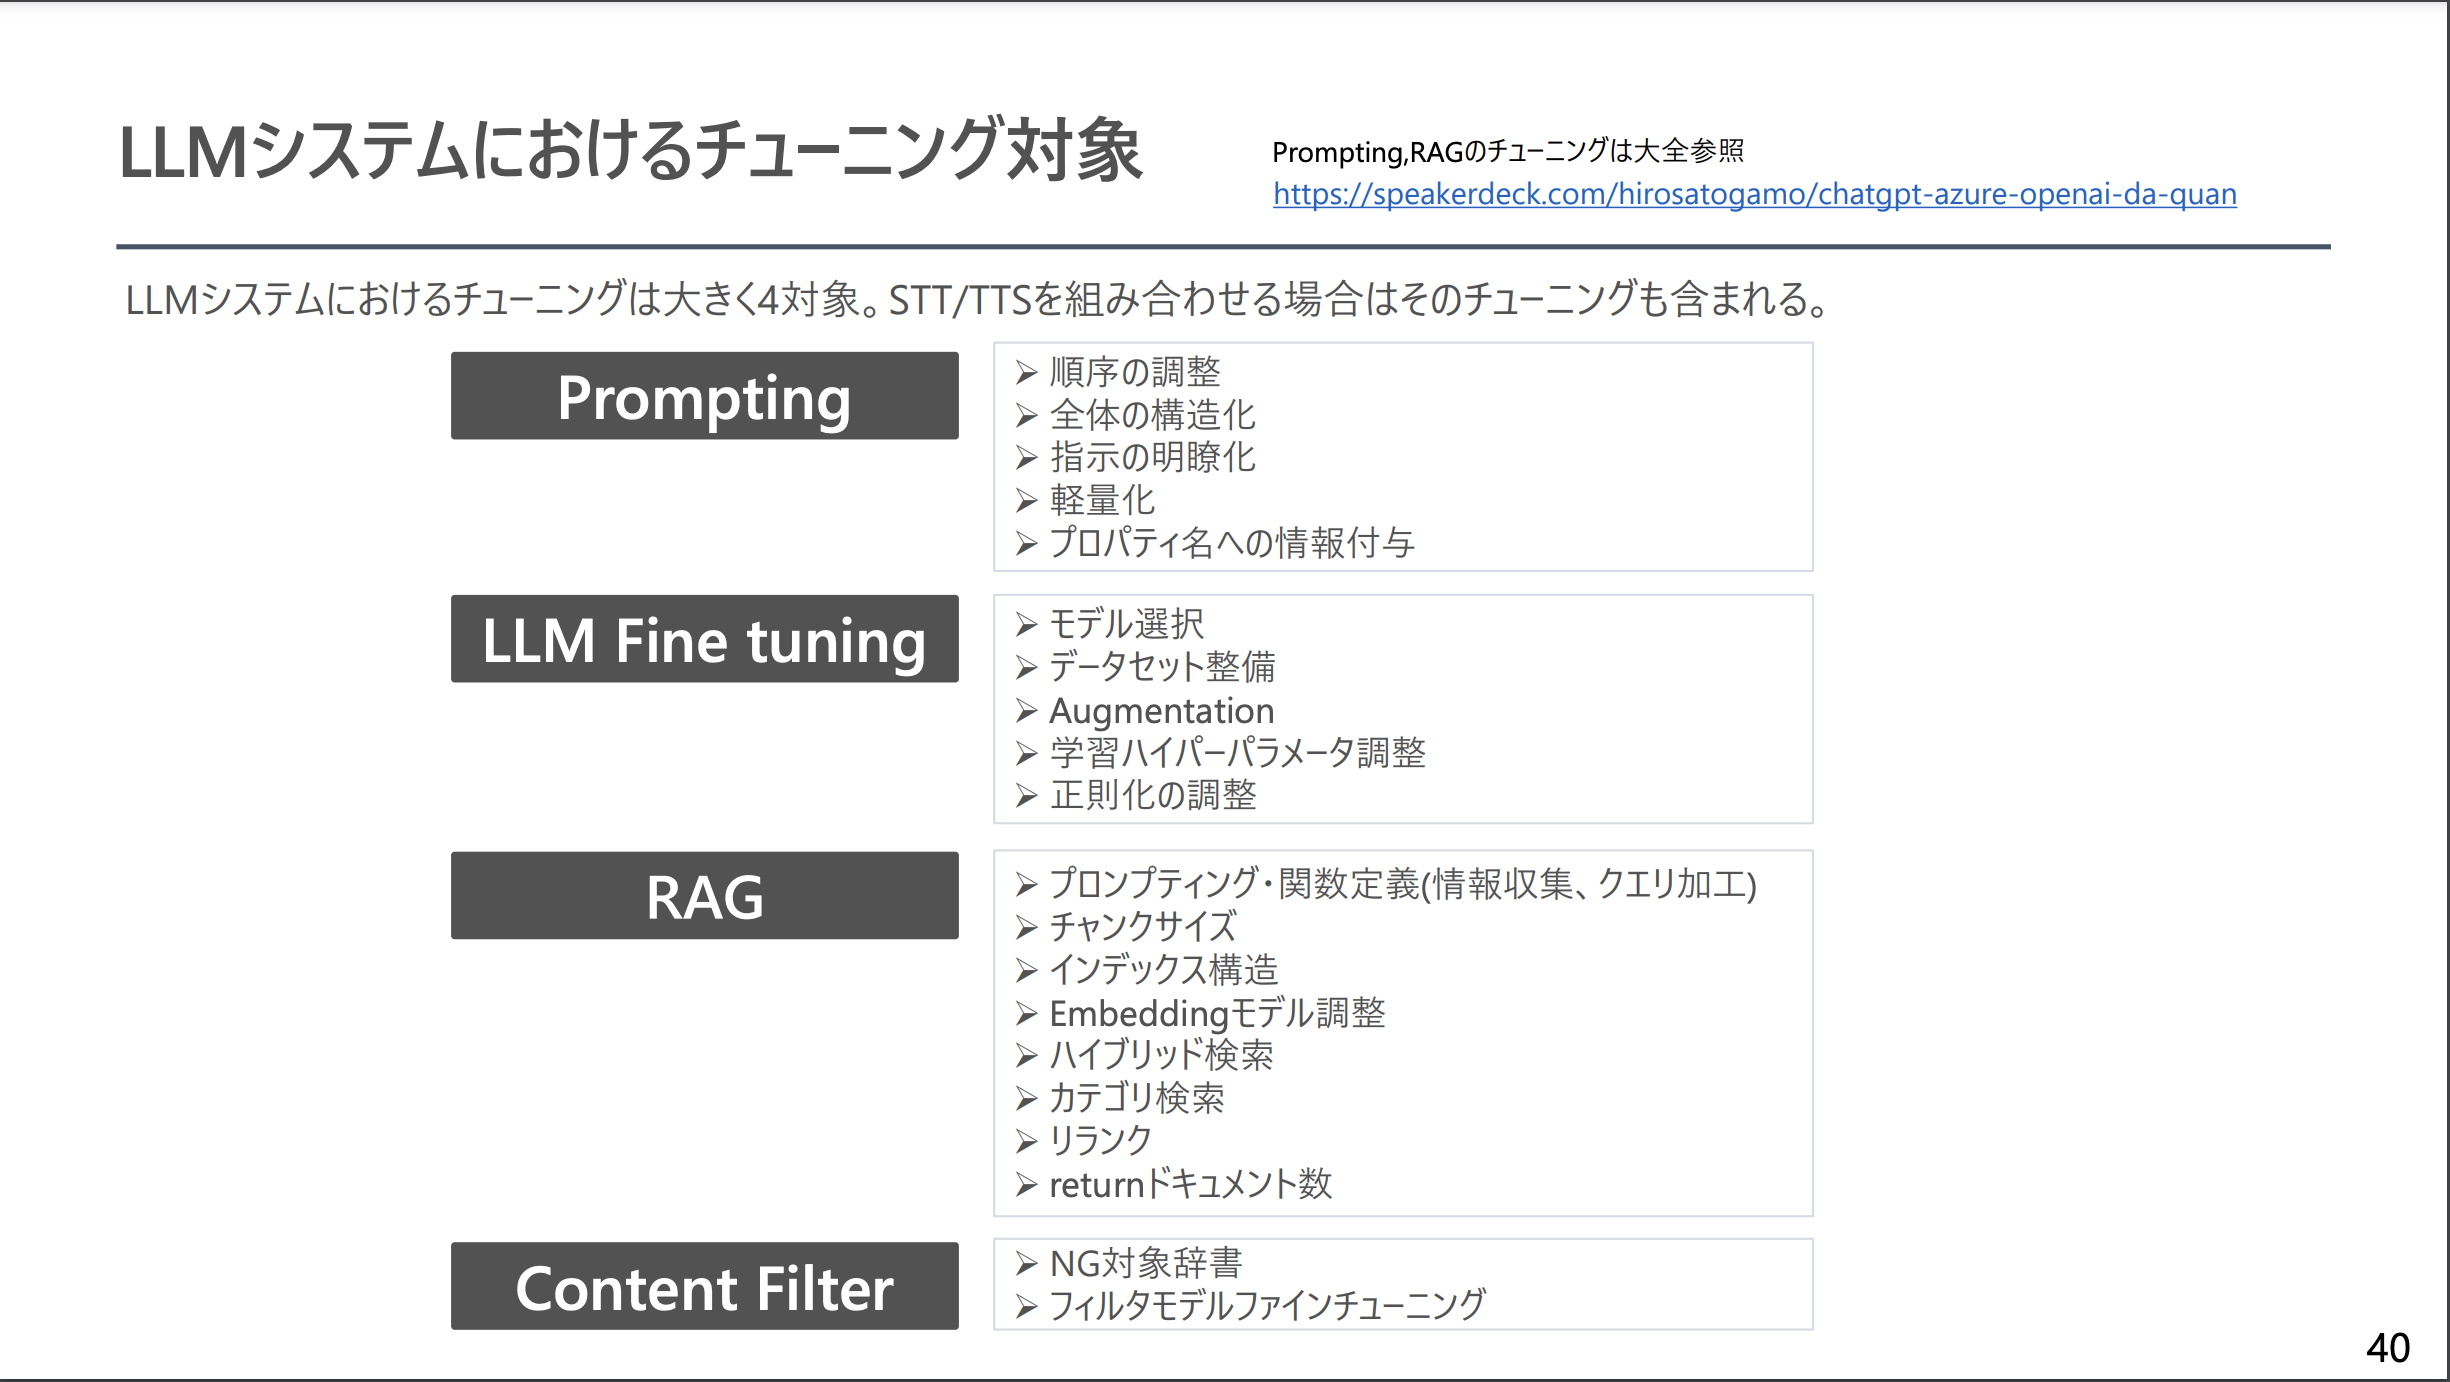 LLMシステムにおけるチューニング対象
Prompting,RAGのチューニングは大全参照
https://speakerdeck.com/hirosatogamo/chatgpt-azure-openai-da-quan
LLMシステムにおけるチューニングは大きく4対象。STT/TTSを組み合わせる場合はそのチューニングも含まれる。
Prompting
➢ 順序の調整
➢ 全体の構造化
➢ 指示の明瞭化
➢ 軽量化
➢ プロパティ名への情報付与
LLM Fine tuning
➢ モデル選択
➢ データセット整備
➢ Augmentation
➢ 学習ハイパーパラメータ調整
➢ 正則化の調整
RAG
➢ プロンプティング・関数定義(情報収集、クエリ加工)
➢ チャンクサイズ
➢ インデックス構造
➢ Embeddingモデル調整
➢ ハイブリッド検索
➢ カテゴリ検索
➢ リランク
➢ returnドキュメント数
Content Filter
➢ NG対象辞書
➢ フィルタモデルファインチューニング
40